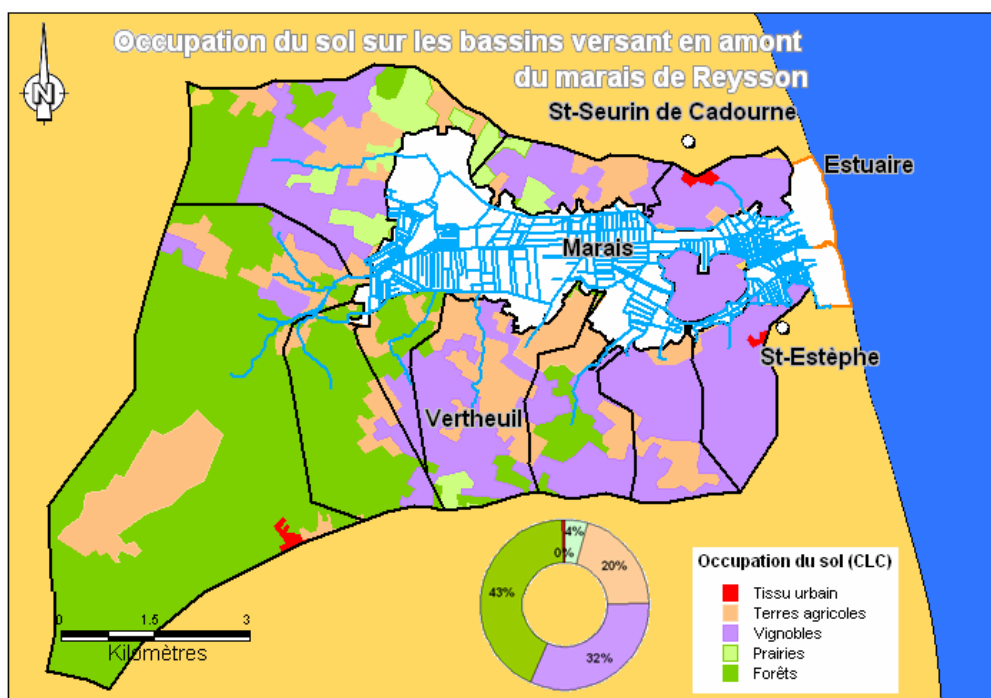 Occupation du sol sur les bassins versant en amont
du marais de Reysson
N
St-Seurin de Cadourne
Estuaire
Marais
St-Estèphe
Vertheuil
4%
0%
20%
43%
32%
Occupation du sol (CLC)
Tissu urbain
Terres agricoles
Vignobles
Prairies
Forêts
0 1.5 3
Kilomètres